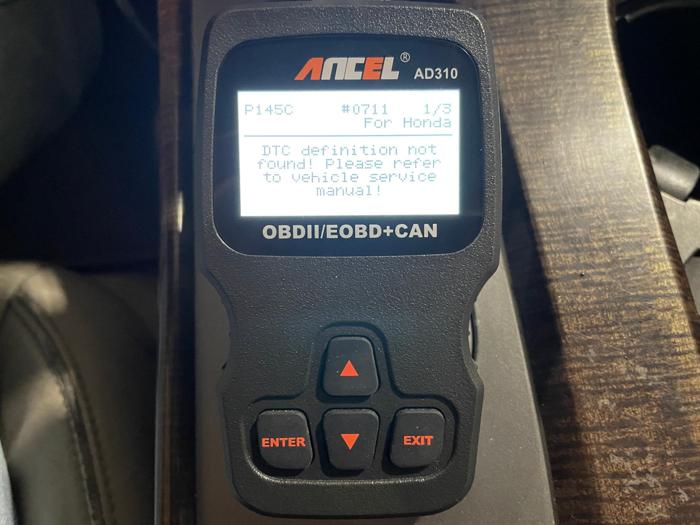 ANCEL® AD310
P145C #0711 1/3
For Honda
DTC definition not
found! Please refer
to vehicle service
manual!
OBDII/EOBD+CAN
ENTER
EXIT